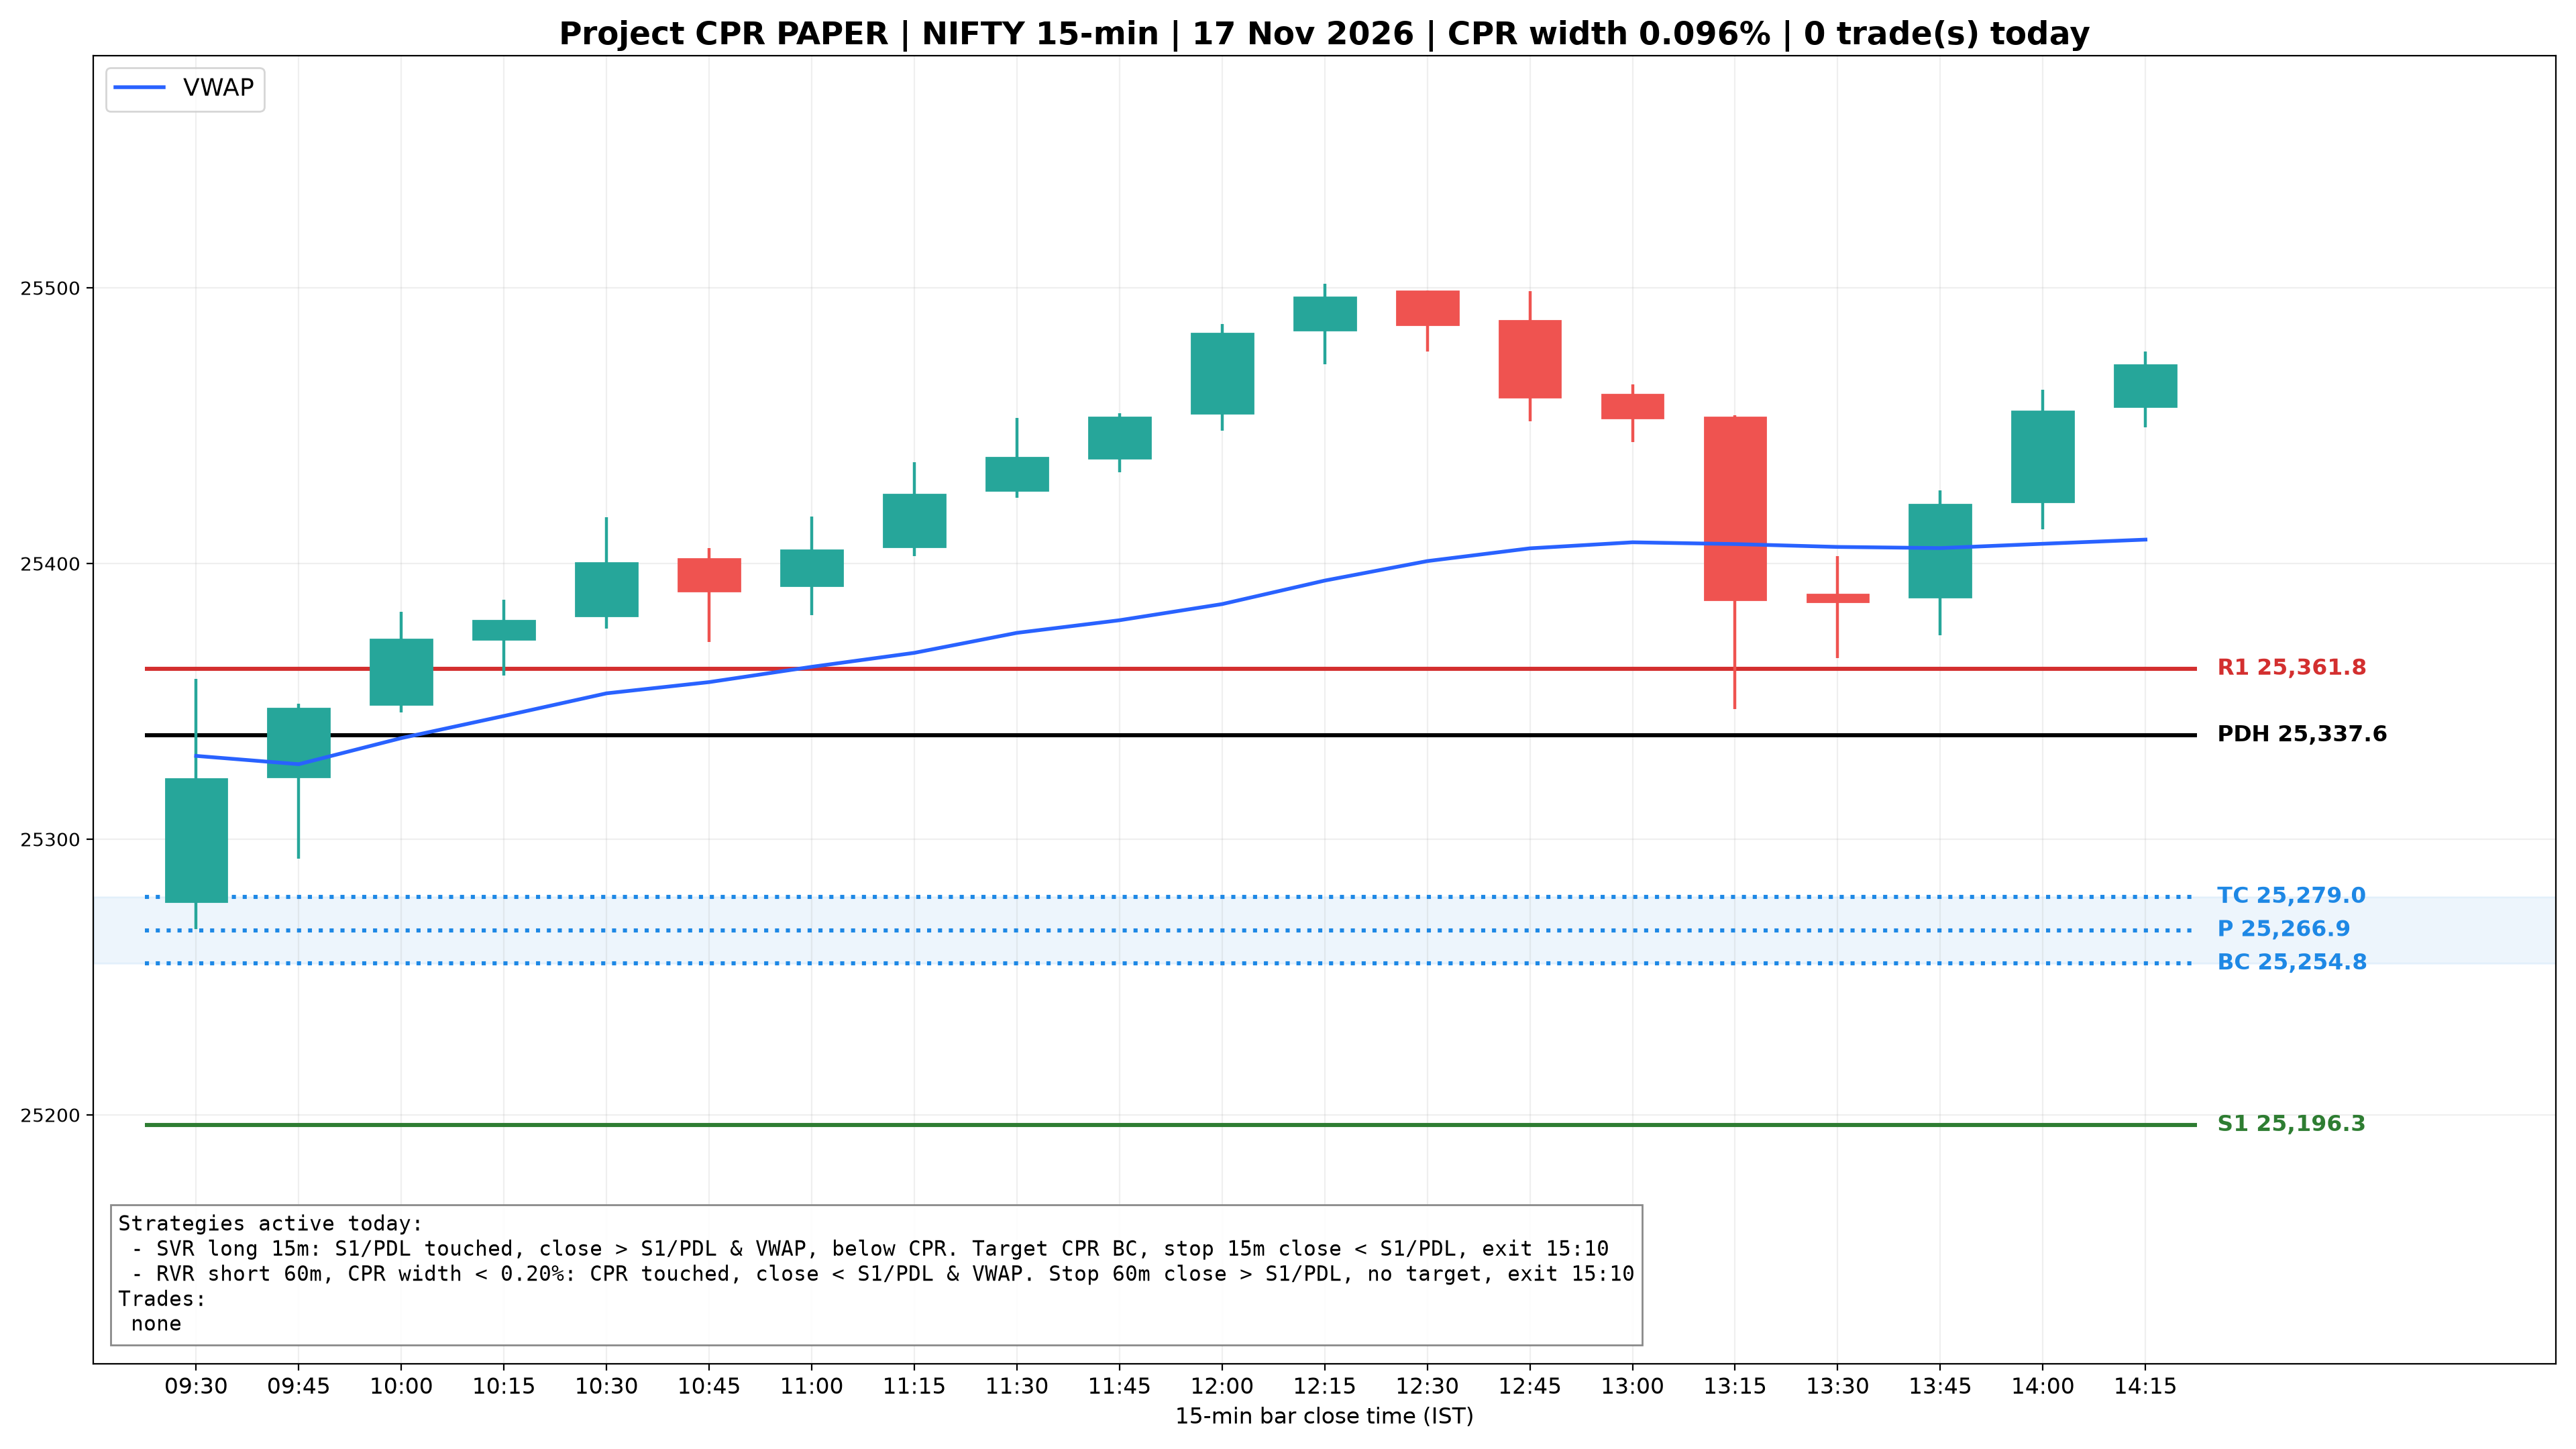 Project CPR PAPER | NIFTY 15-min | 17 Nov 2026 | CPR width 0.096% | 0 trade(s) today
VWAP
25500
25400
25300
25200
R1 25,361.8
PDH 25,337.6
TC 25,279.0
P 25,266.9
BC 25,254.8
S1 25,196.3
Strategies active today:
- SVR long 15m: S1/PDL touched, close > S1/PDL & VWAP, below CPR. Target CPR BC, stop 15m close < S1/PDL, exit 15:10
- RVR short 60m, CPR width < 0.20%: CPR touched, close < S1/PDL & VWAP. Stop 60m close > S1/PDL, no target, exit 15:10
Trades:
none
09:30 09:45 10:00 10:15 10:30 10:45 11:00 11:15 11:30 11:45 12:00 12:15 12:30 12:45 13:00 13:15 13:30 13:45 14:00 14:15
15-min bar close time (IST)